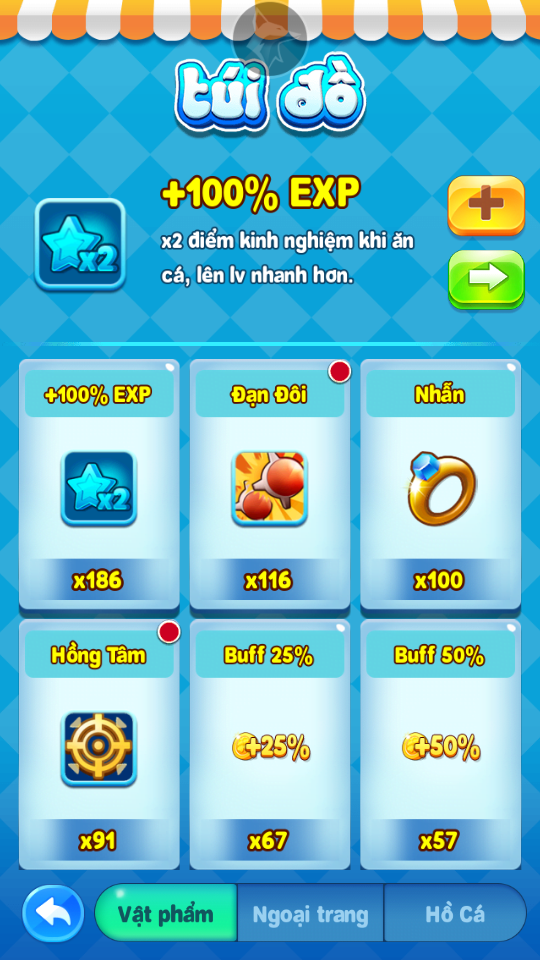 túi đồ
+100% EXP
x2 điểm kinh nghiệm khi ăn
cá, lên lv nhanh hơn.
x2
+100% EXP
Đạn Đôi
Nhẫn
x2
x186
x116
x100
Hồng Tâm
Buff 25%
Buff 50%
+25%
+50%
x91
x67
x57
Vật phẩm
Ngoại trang
Hồ Cá